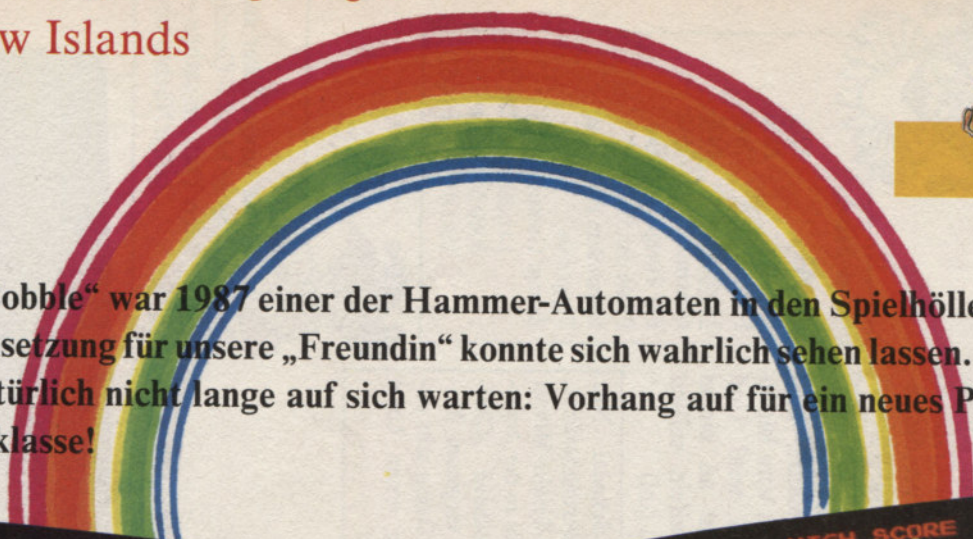 w Islands
obble“ war 1987 einer der Hammer-Automaten in den Spielhölle
setzung für unsere „Freundin“ konnte sich wahrlich sehen lassen.
türlich nicht lange auf sich warten: Vorhang auf für ein neues P
klasse!
SCORE